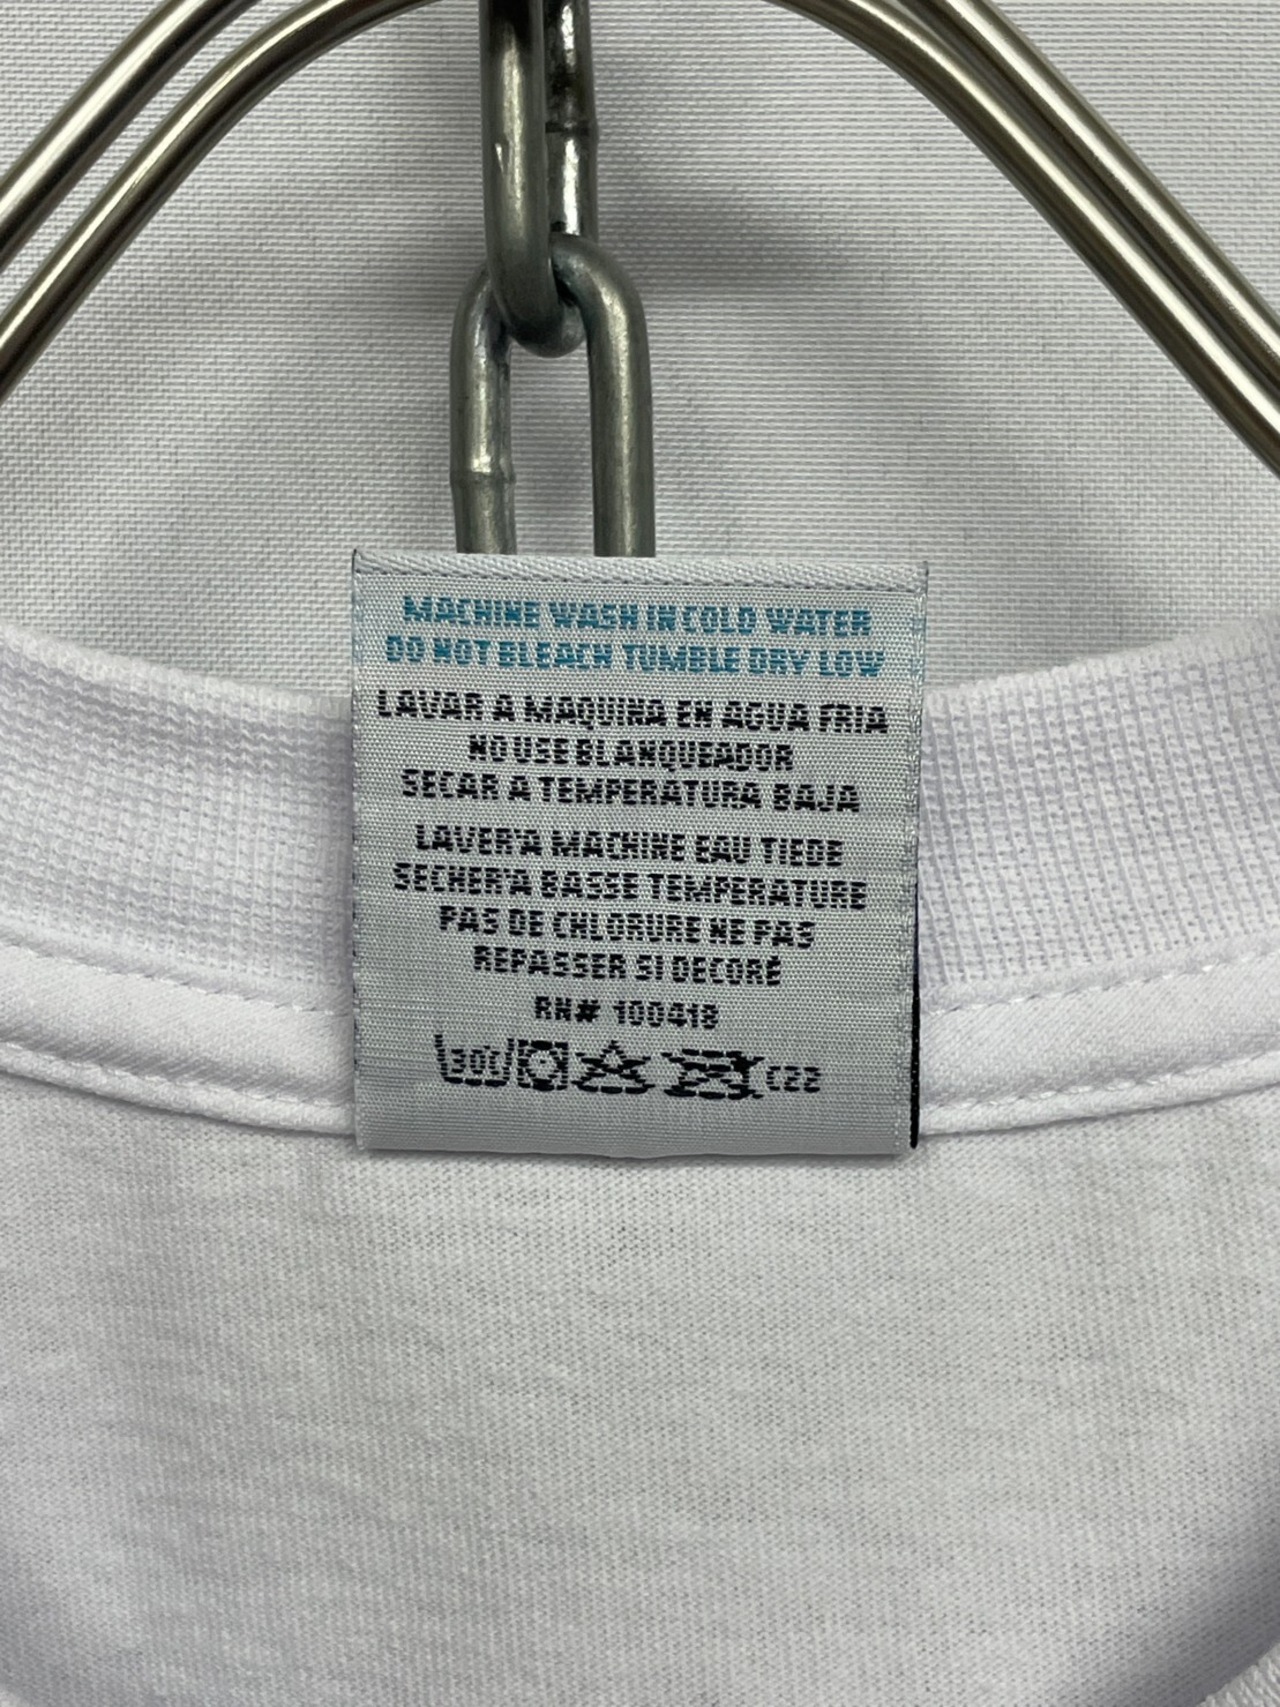 MACHINE WASH IN COLD WATER
DO NOT BLEACH TUMBLE DRY LOW
LAVAR A MAQUINA EN AGUA FRIA
NO USE BLANQUEADOR
SECAR A TEMPERATURA BAJA
LAVER'A MACHINE EAU TIEDE
SECHER'A BASSE TEMPERATURE
PAS DE CHLORURE NE PAS
REPASSER SI DECORÉ
RN# 100418
30°C C22